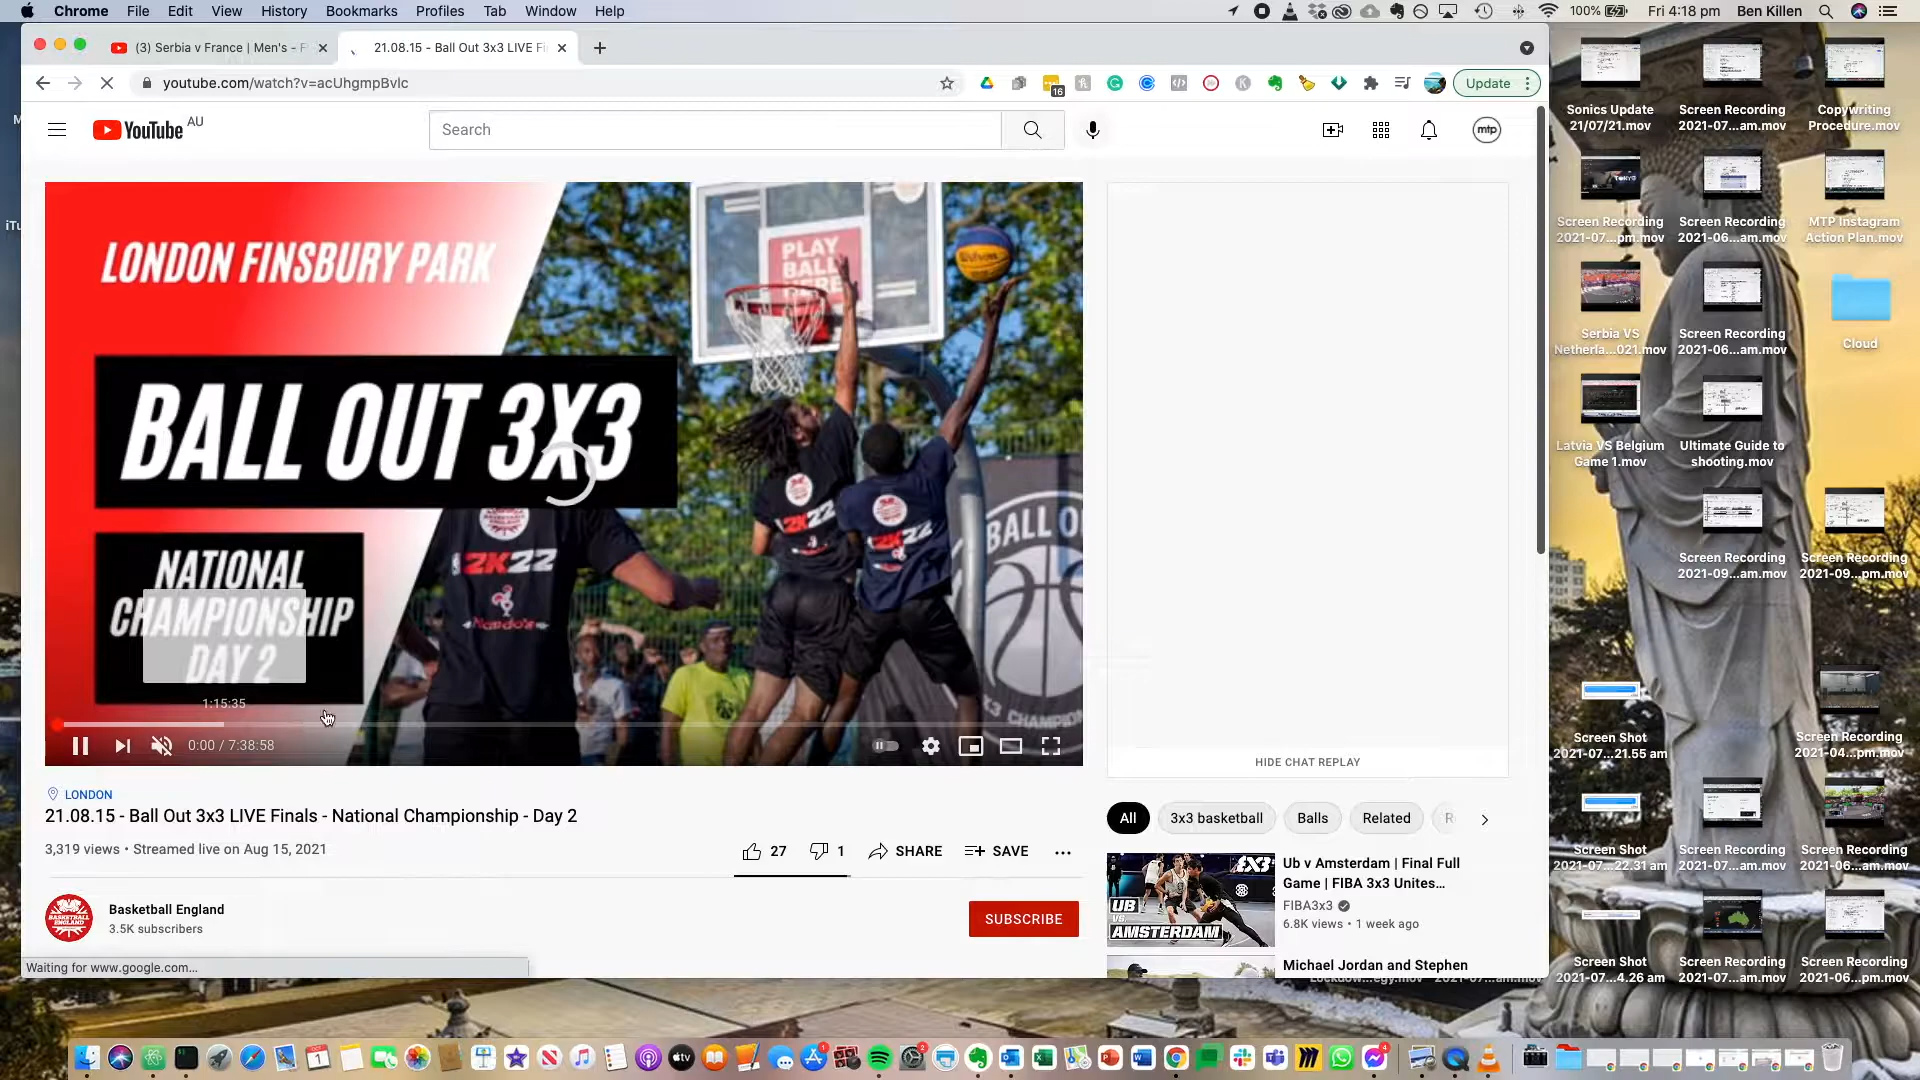 Chrome File Edit View History Bookmarks Profiles Tab Window Help
100% Fri 4:18 pm Ben Killen
(3) Serbia v France | Men's -
21.08.15 - Ball Out 3x3 LIVE
youtube.com/watch?v=acUhgmpBvlc
16
Update
YouTube AU
Search
mtp
LONDON FINSBURY PARK
PLAY
BALL
HERE
Wilson
BALL OUT 3X3
2K22
2K22
2K22
Nando's
NATIONAL
CHAMPIONSHIP
DAY 2
1:15:35
0:00 / 7:38:58
HIDE CHAT REPLAY
LONDON
21.08.15 - Ball Out 3x3 LIVE Finals - National Championship - Day 2
3,319 views • Streamed live on Aug 15, 2021
27 1 SHARE SAVE
Basketball England
3.5K subscribers
SUBSCRIBE
Waiting for www.google.com...
All 3x3 basketball Balls Related
UB
VS.
AMSTERDAM
Ub v Amsterdam | Final Full
Game | FIBA 3x3 Unites...
FIBA3x3
6.8K views • 1 week ago
Michael Jordan and Stephen
Sonics Update
21/07/21.mov
Screen Recording
2021-07...am.mov
Copywriting
Procedure.mov
Screen Recording
2021-07...pm.mov
Screen Recording
2021-06...am.mov
MTP Instagram
Action Plan.mov
Serbia VS
Netherla...021.mov
Screen Recording
2021-06...am.mov
Cloud
Latvia VS Belgium
Game 1.mov
Ultimate Guide to
shooting.mov
Screen Recording
2021-09...am.mov
Screen Recording
2021-09...pm.mov
Screen Shot
2021-07...21.55 am
Screen Recording
2021-04...pm.mov
Screen Shot
2021-07...22.31 am
Screen Recording
2021-07...am.mov
Screen Recording
2021-06...am.mov
Screen Shot
2021-07...4.26 am
Screen Recording
2021-07...am.mov
Screen Recording
2021-06...pm.mov